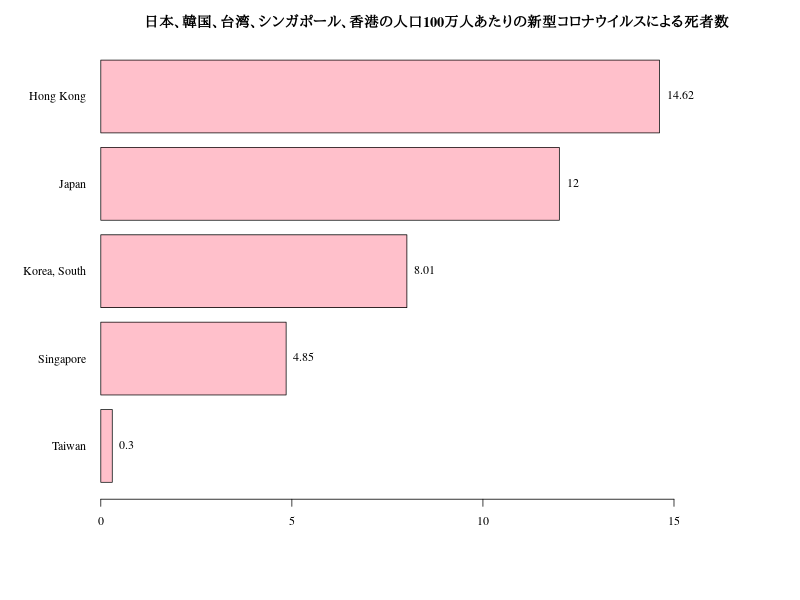 日本、韓国、台湾、シンガポール、香港の人口100万人あたりの新型コロナウイルスによる死者数
Hong Kong 14.62
Japan 12
Korea, South 8.01
Singapore 4.85
Taiwan 0.3
0 5 10 15